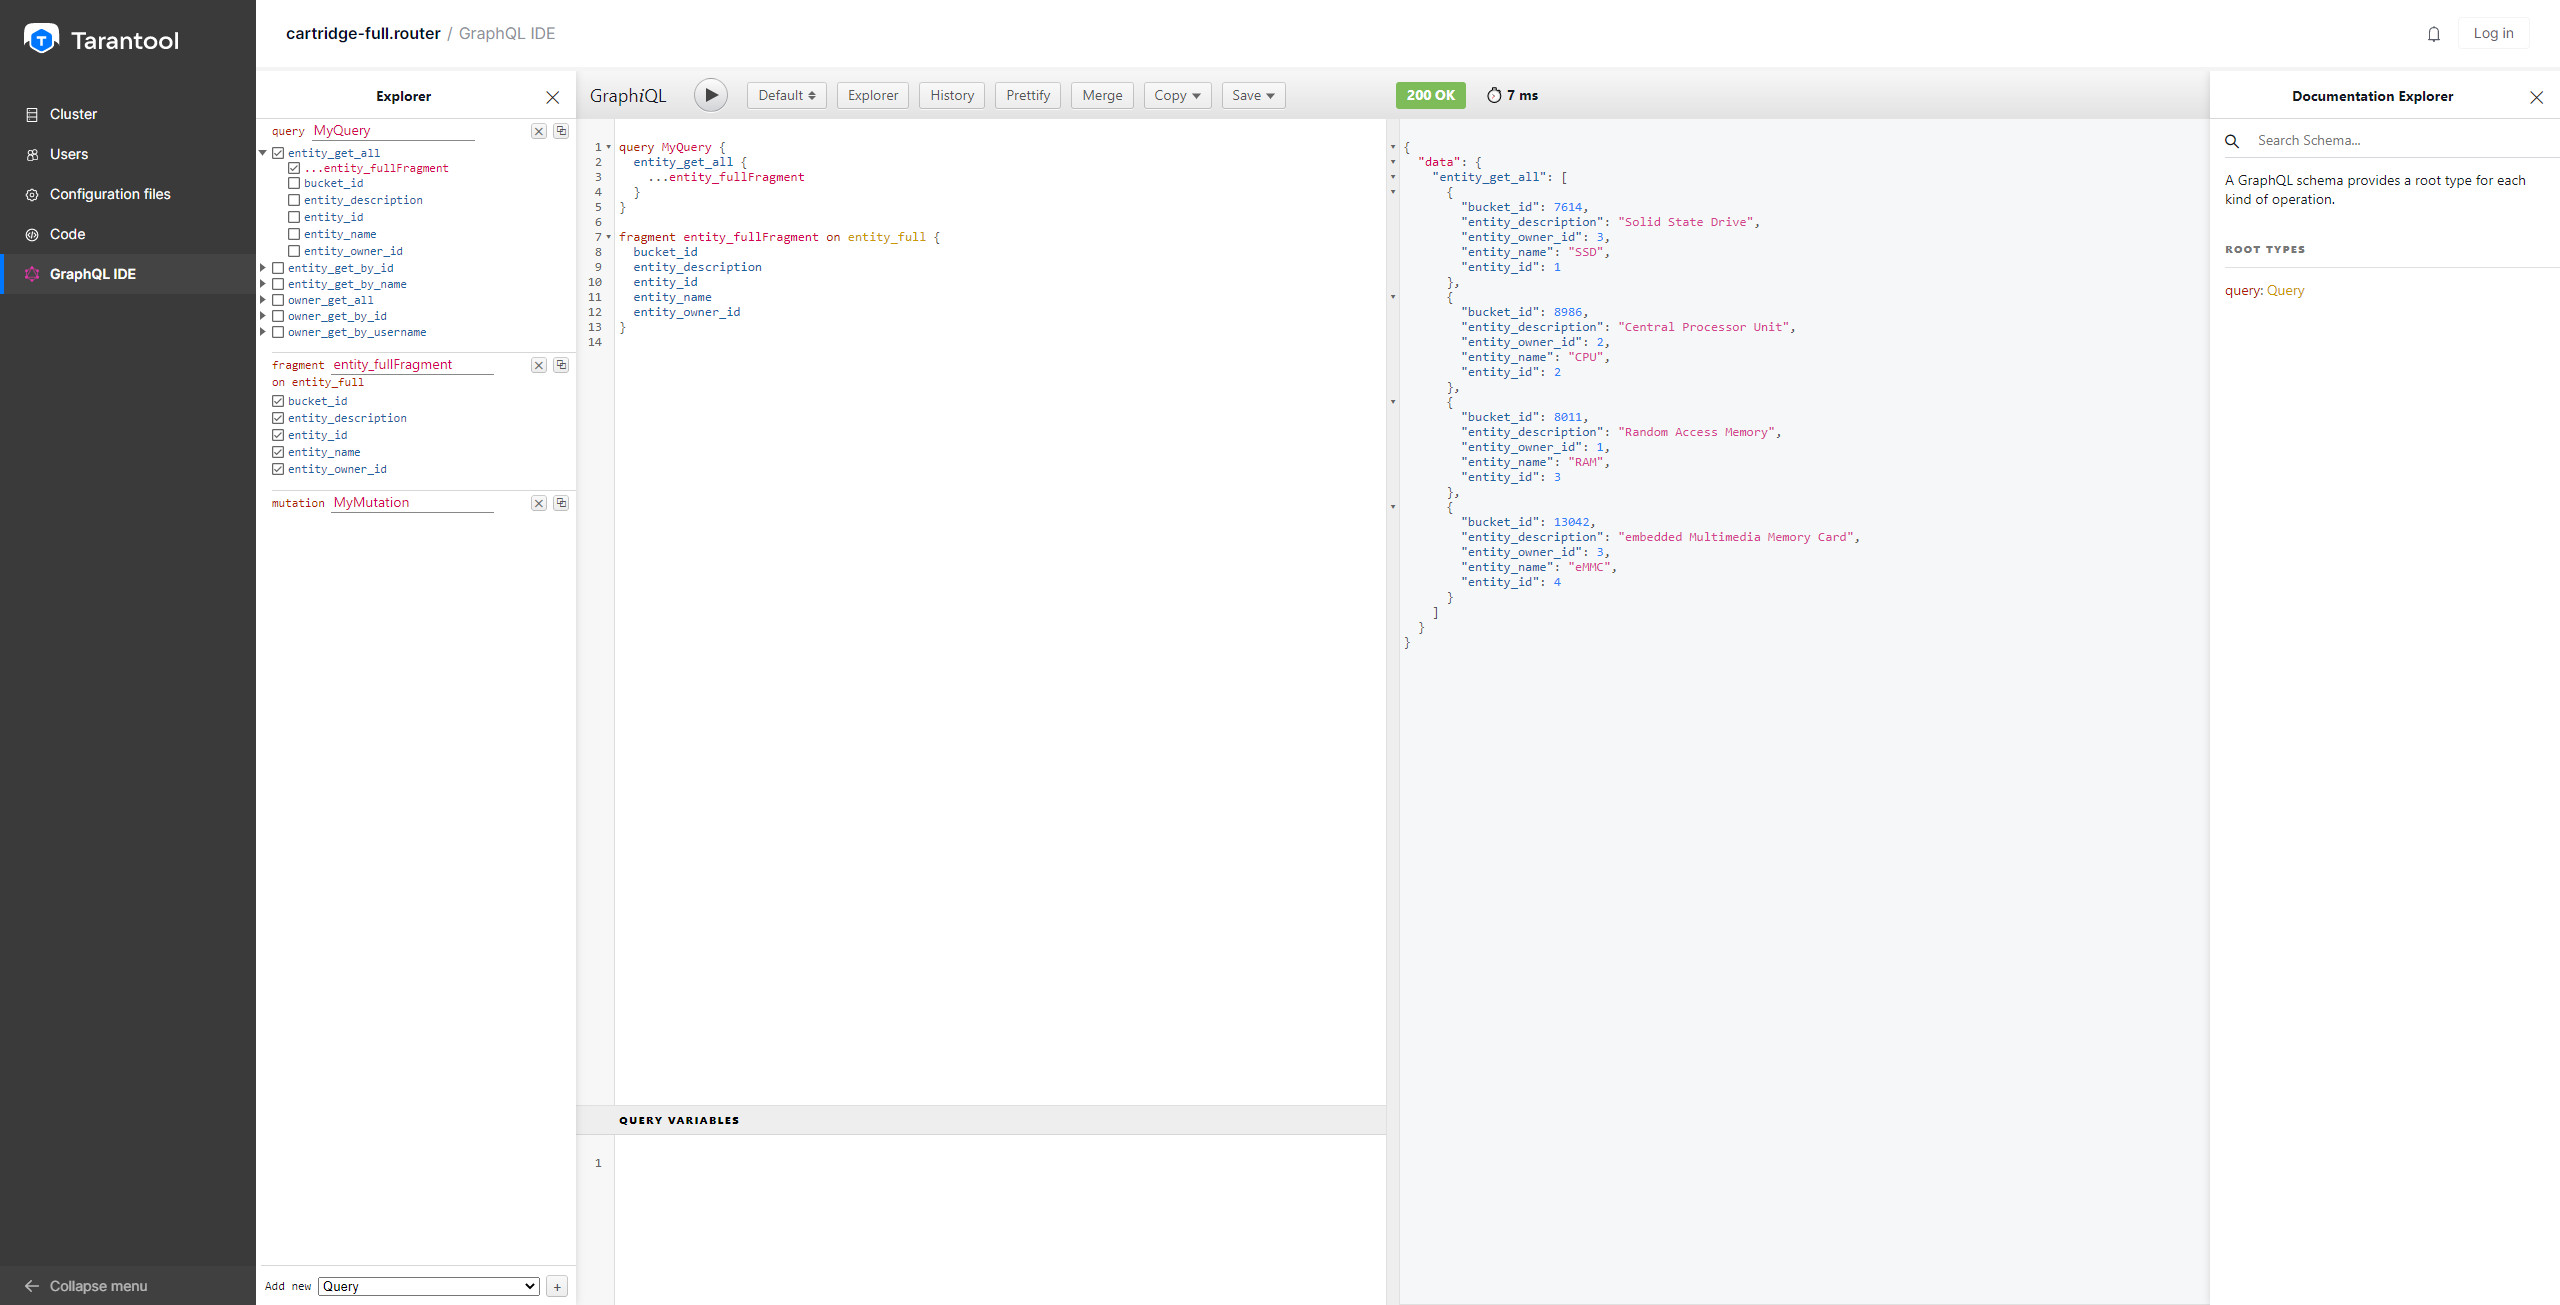 Tarantool
Cluster
Users
Configuration files
Code
GraphQL IDE
Collapse menu
cartridge-full.router / GraphQL IDE
Log in
Explorer
query MyQuery
entity_get_all
...entity_fullFragment
bucket_id
entity_description
entity_id
entity_name
entity_owner_id
entity_get_by_id
entity_get_by_name
owner_get_all
owner_get_by_id
owner_get_by_username
fragment entity_fullFragment
on entity_full
bucket_id
entity_description
entity_id
entity_name
entity_owner_id
mutation MyMutation
Add new Query +
GraphiQL Default Explorer History Prettify Merge Copy Save
1 query MyQuery {
2 entity_get_all {
3 ...entity_fullFragment
4 }
5 }
6
7 fragment entity_fullFragment on entity_full {
8 bucket_id
9 entity_description
10 entity_id
11 entity_name
12 entity_owner_id
13 }
14
QUERY VARIABLES
1
200 OK 7 ms
{
"data": {
"entity_get_all": [
{
"bucket_id": 7614,
"entity_description": "Solid State Drive",
"entity_owner_id": 3,
"entity_name": "SSD",
"entity_id": 1
},
{
"bucket_id": 8986,
"entity_description": "Central Processor Unit",
"entity_owner_id": 2,
"entity_name": "CPU",
"entity_id": 2
},
{
"bucket_id": 8011,
"entity_description": "Random Access Memory",
"entity_owner_id": 1,
"entity_name": "RAM",
"entity_id": 3
},
{
"bucket_id": 13042,
"entity_description": "embedded Multimedia Memory Card",
"entity_owner_id": 3,
"entity_name": "eMMC",
"entity_id": 4
}
]
}
}
Documentation Explorer
Search Schema...
A GraphQL schema provides a root type for each
kind of operation.
ROOT TYPES
query: Query